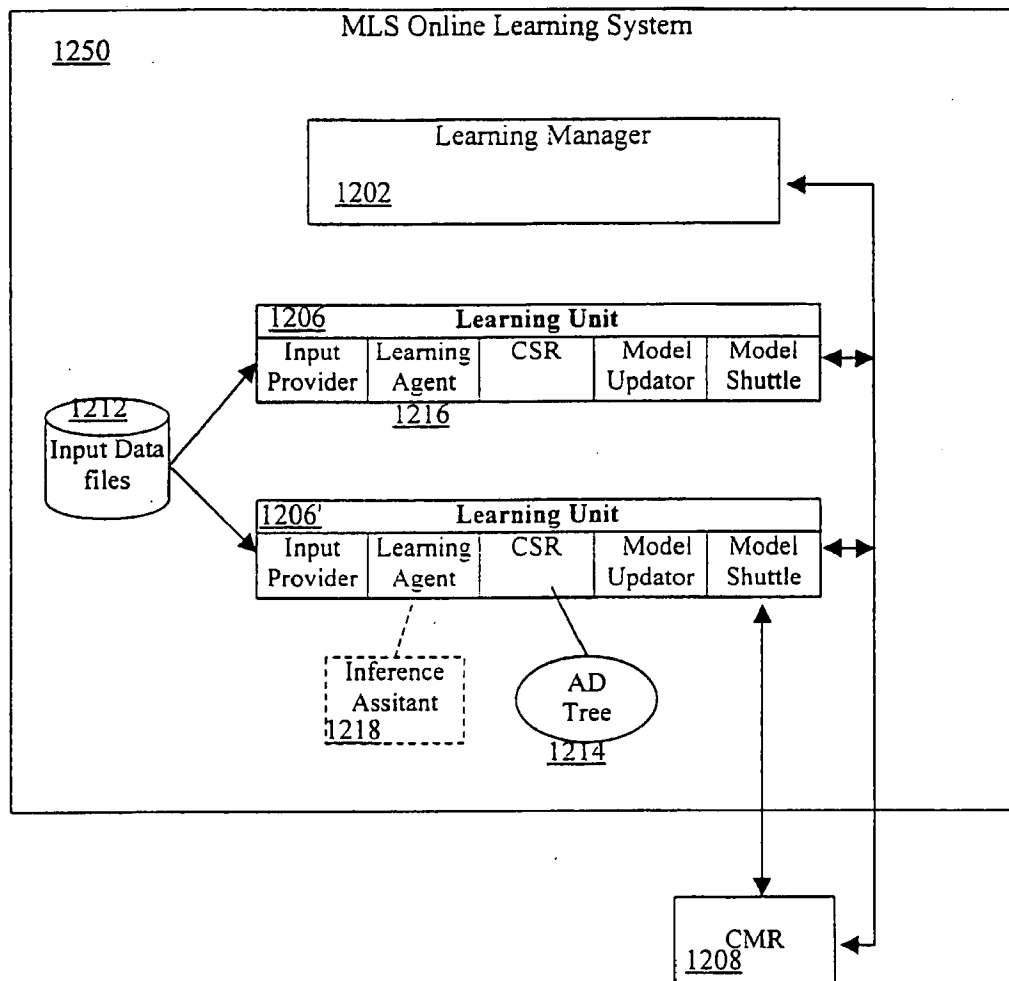 MLS Online Learning System
1250
Learning Manager
1202
1206
Learning Unit
Input Provider
Learning Agent
CSR
Model Updator
Model Shuttle
1216
1212
Input Data files
1206'
Learning Unit
Input Provider
Learning Agent
CSR
Model Updator
Model Shuttle
Inference Assitant
1218
AD Tree
1214
CMR
1208